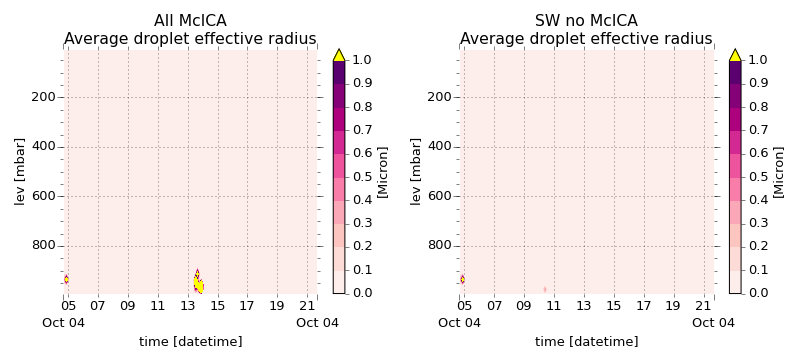 All McICA
Average droplet effective radius
lev [mbar]
200
400
600
800
05 07 09 11 13 15 17 19 21
Oct 04 Oct 04
time [datetime]
1.0
0.9
0.8
0.7
0.6
0.5
0.4
0.3
0.2
0.1
0.0
[Micron]
SW no McICA
Average droplet effective radius
lev [mbar]
200
400
600
800
05 07 09 11 13 15 17 19 21
Oct 04 Oct 04
time [datetime]
1.0
0.9
0.8
0.7
0.6
0.5
0.4
0.3
0.2
0.1
0.0
[Micron]